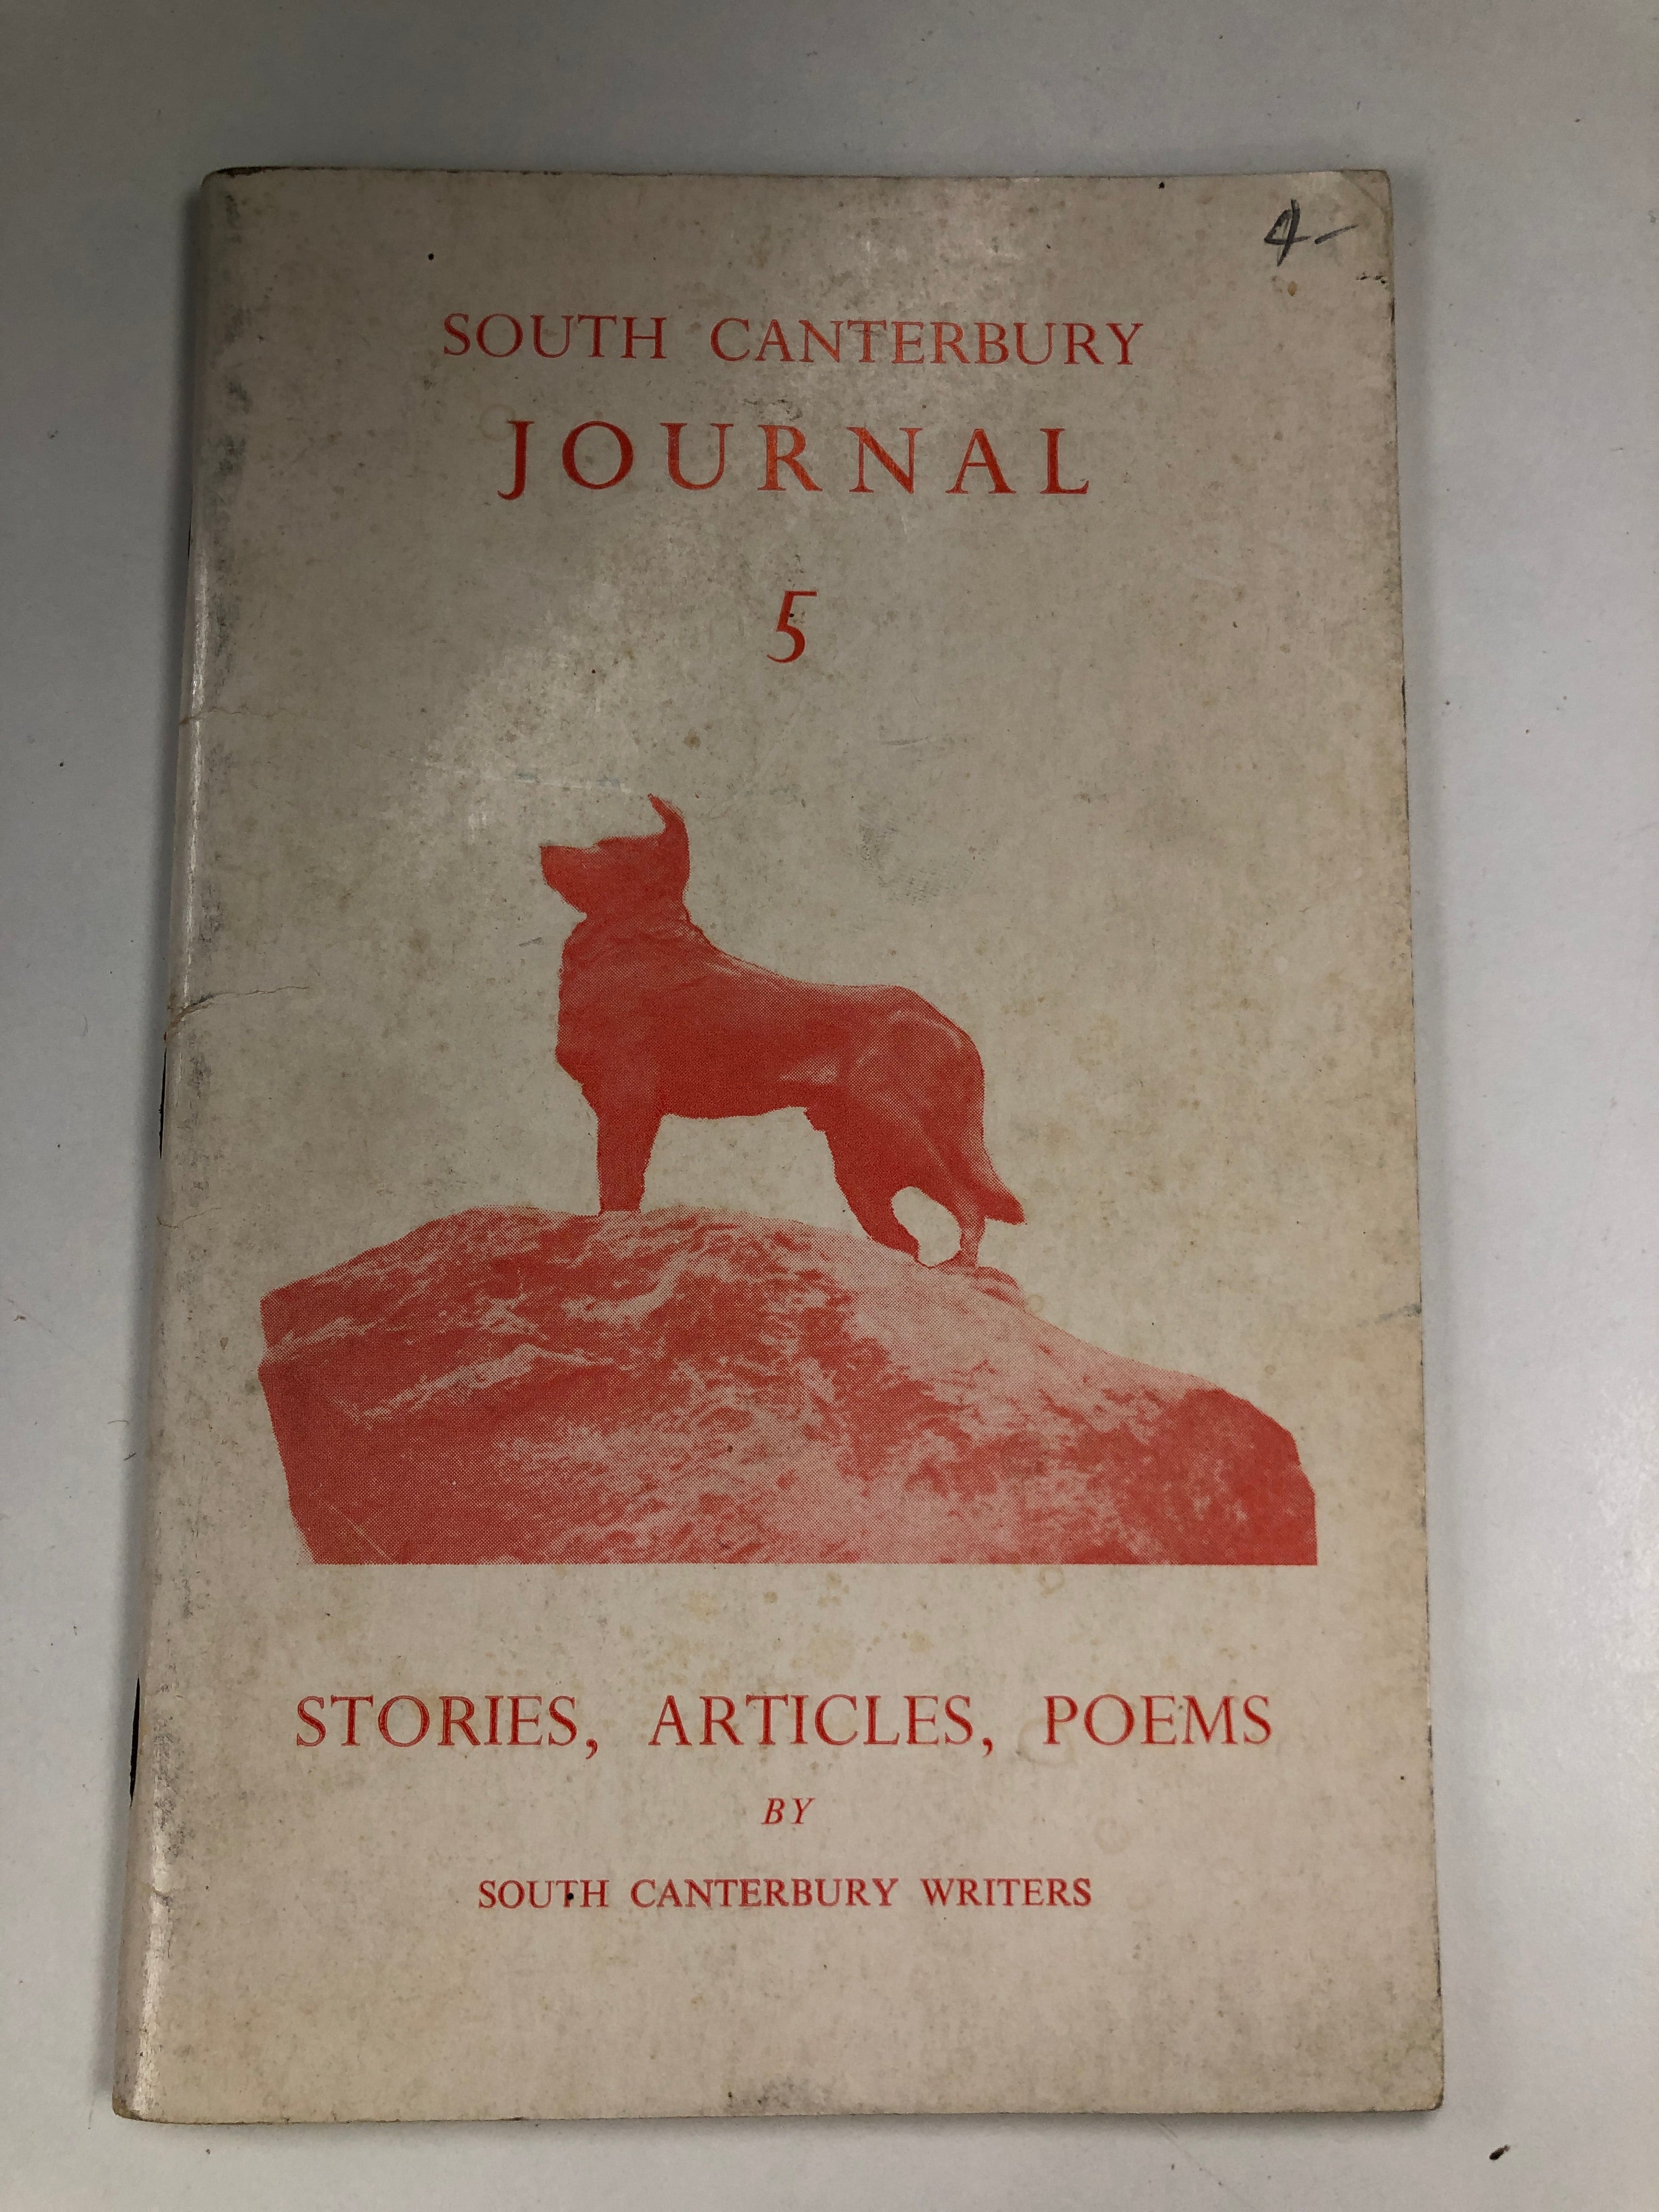 4-
SOUTH CANTERBURY
JOURNAL
5
STORIES, ARTICLES, POEMS
BY
SOUTH CANTERBURY WRITERS